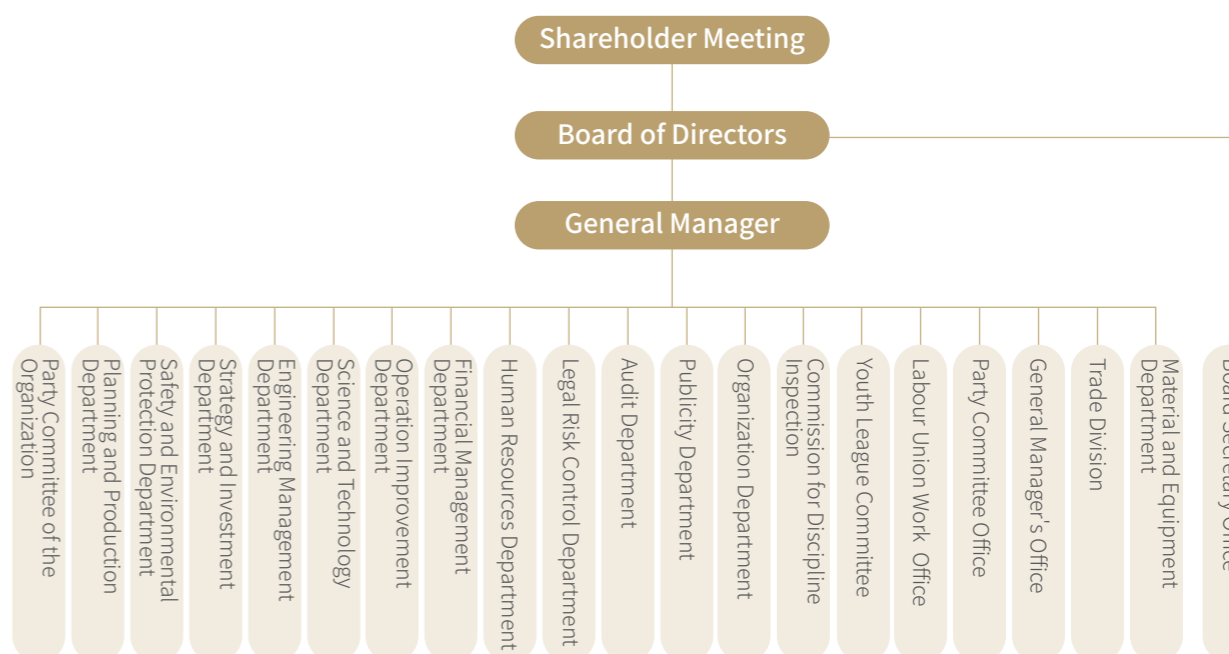 Shareholder Meeting
Board of Directors
General Manager
Party Committee of the
Organization
Planning and Production
Department
Safety and Environmental
Protection Department
Strategy and Investment
Department
Engineering Management
Department
Science and Technology
Department
Operation Improvement
Department
Financial Management
Department
Human Resources Department
Legal Risk Control Department
Audit Department
Publicity Department
Organization Department
Commission for Discipline
Inspection
Youth League Committee
Labour Union Work Office
Party Committee Office
General Manager's Office
Trade Division
Material and Equipment
Department
Board Secretary Office